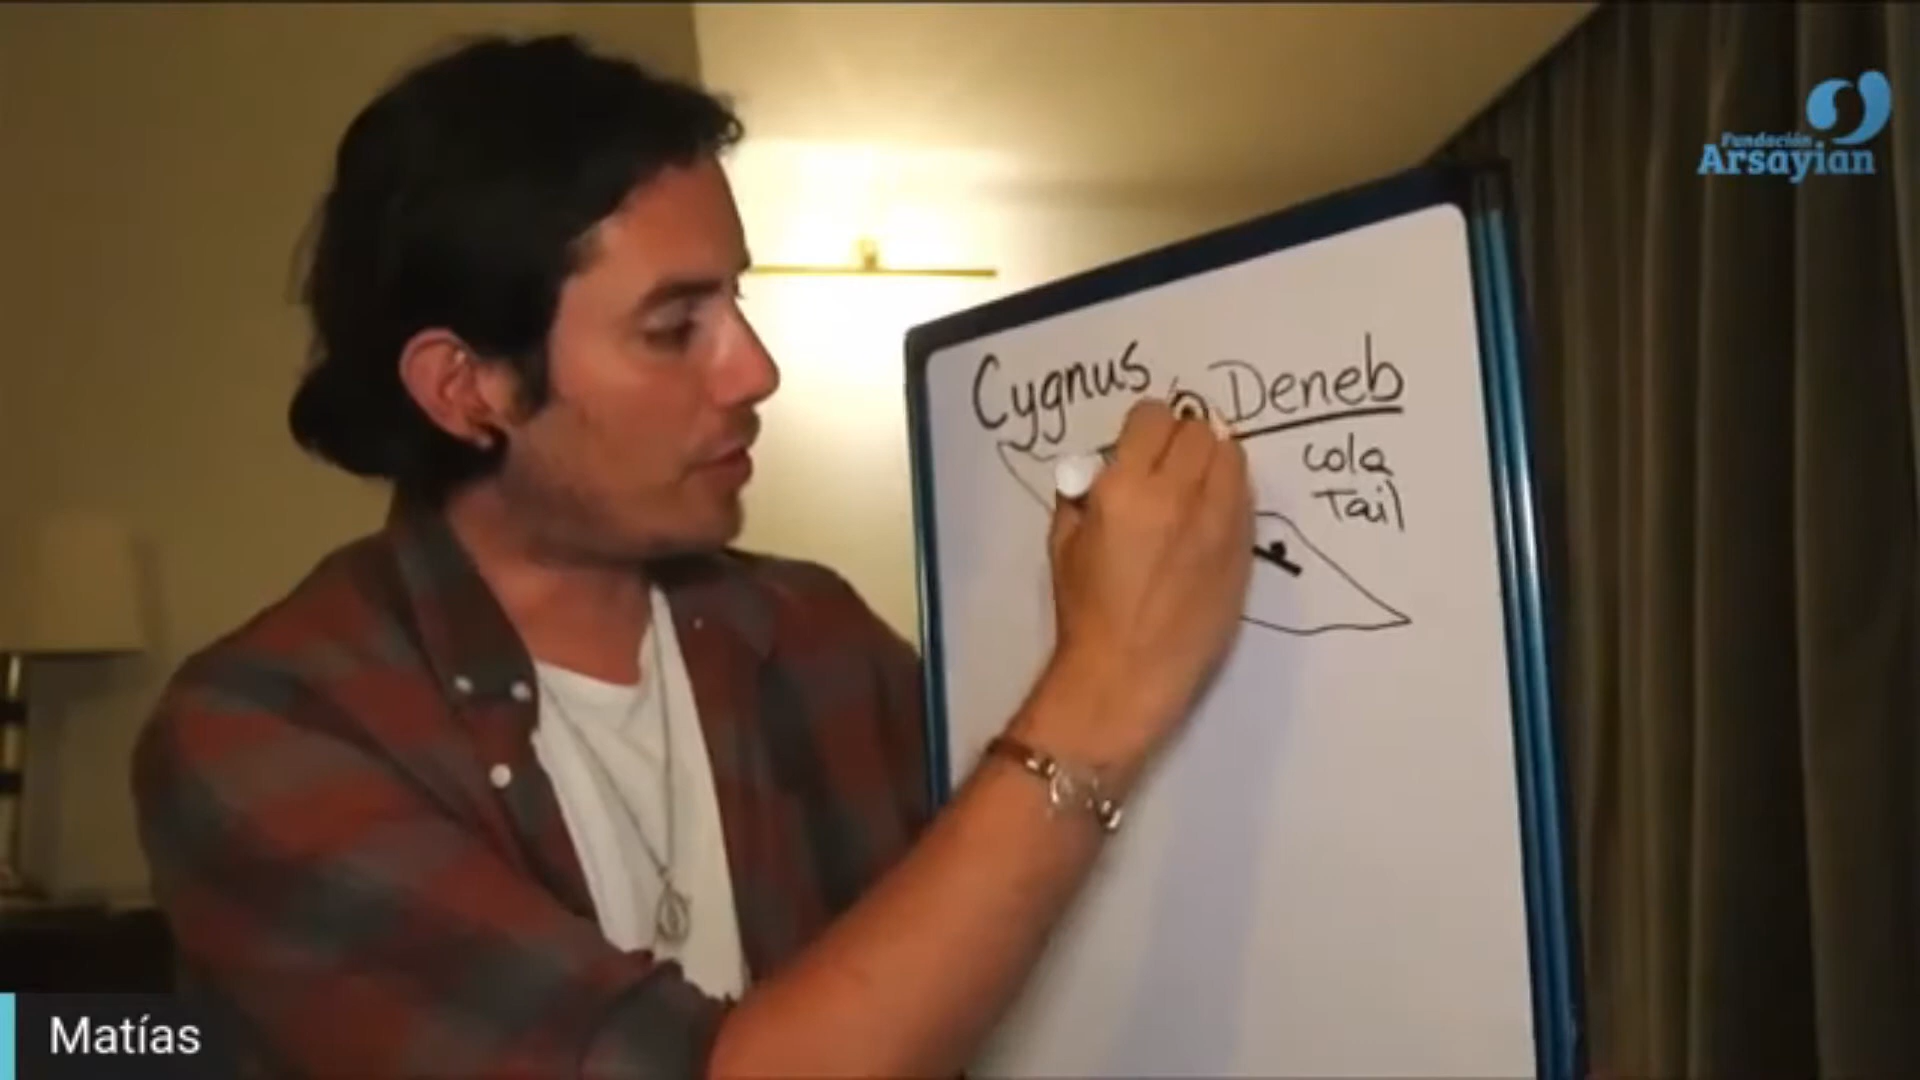 Fundación
Arsayian
Cygnus
Deneb
Cola
Tail
Matías